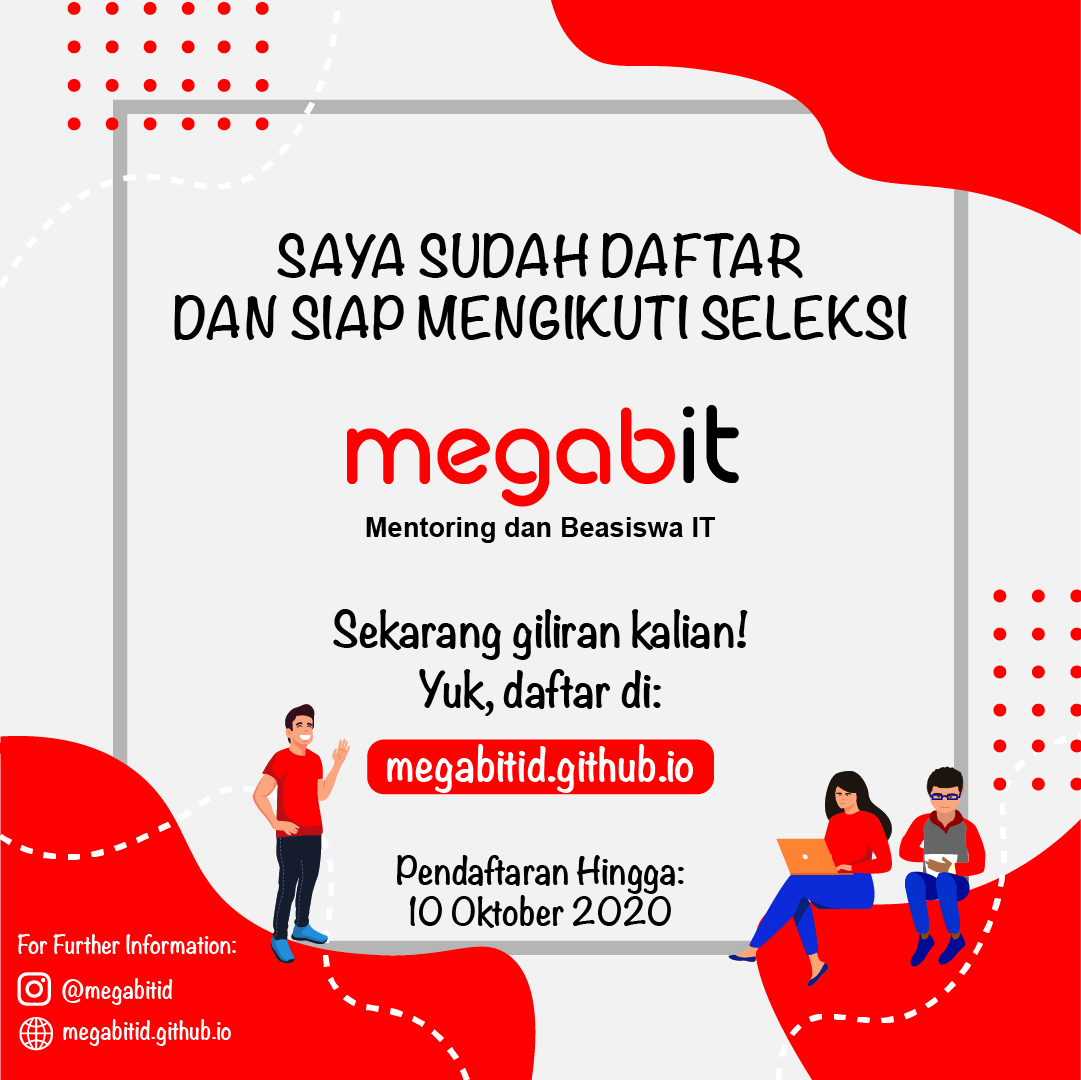 SAYA SUDAH DAFTAR
DAN SIAP MENGIKUTI SELEKSI
megabit
Mentoring dan Beasiswa IT
Sekarang giliran kalian!
Yuk, daftar di:
megabitid.github.io
Pendaftaran Hingga:
10 Oktober 2020
For Further Information:
@megabitid
megabitid.github.io